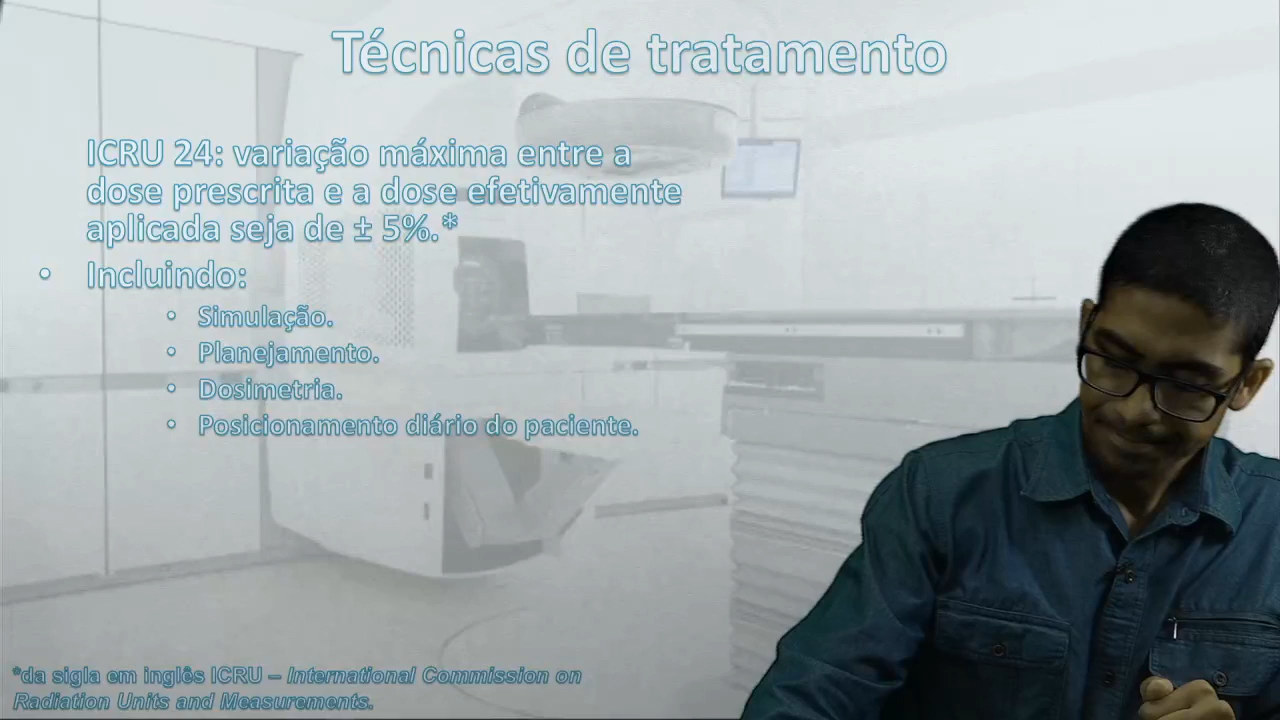 Técnicas de tratamento
ICRU 24: variação máxima entre a
dose prescrita e a dose efetivamente
aplicada seja de ± 5%.*
• Incluindo:
• Simulação.
• Planejamento.
• Dosimetria.
• Posicionamento diário do paciente.
*da sigla em inglês ICRU – International Commission on
Radiation Units and Measurements.